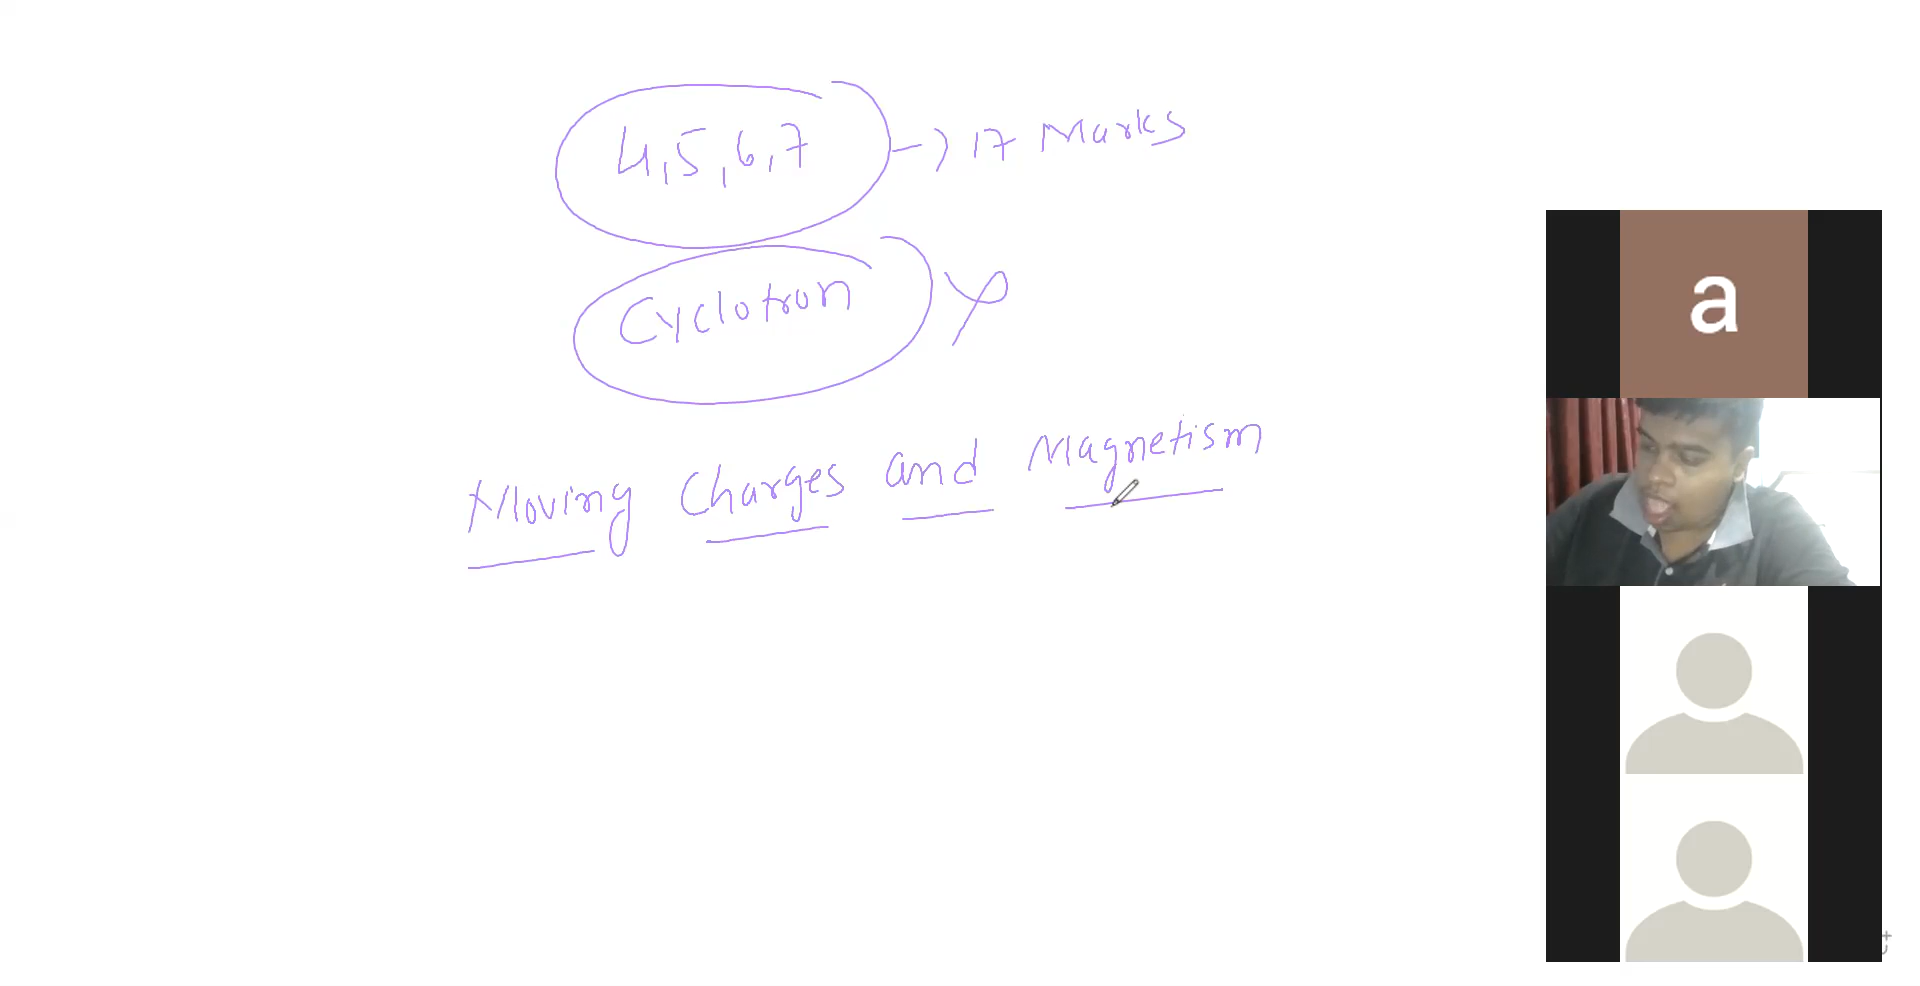 4,5,6,7 → 17 Marks
Cyclotron
Moving Charges and Magnetism
a